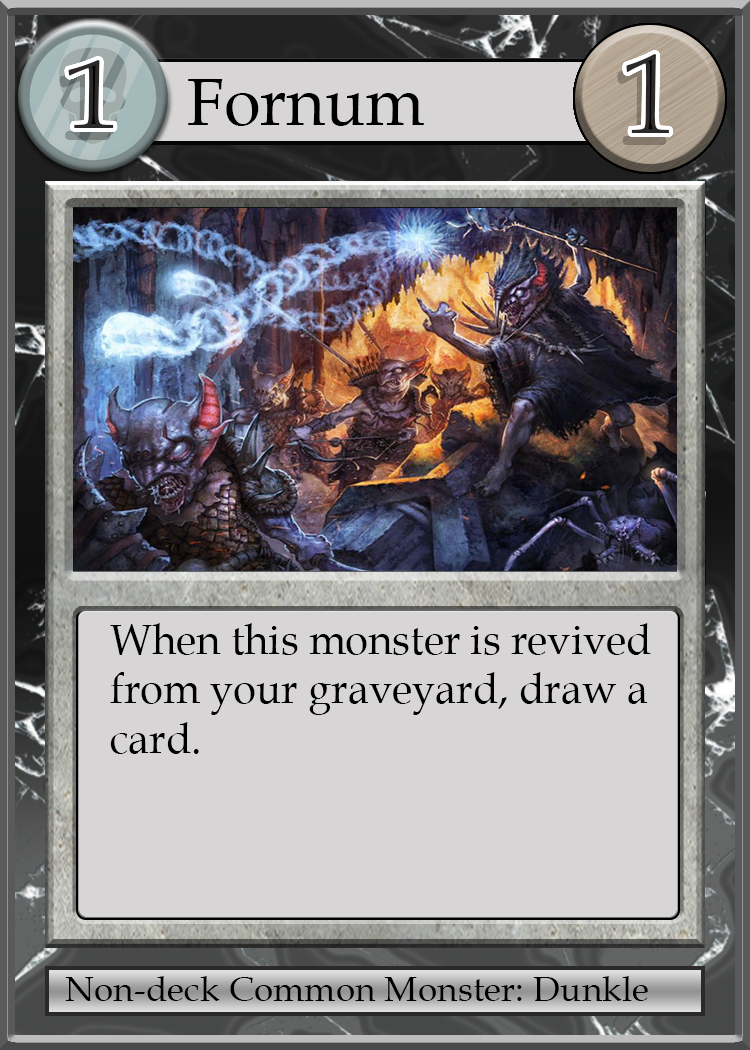 1 Fornum 1
When this monster is revived
from your graveyard, draw a
card.
Non-deck Common Monster: Dunkle